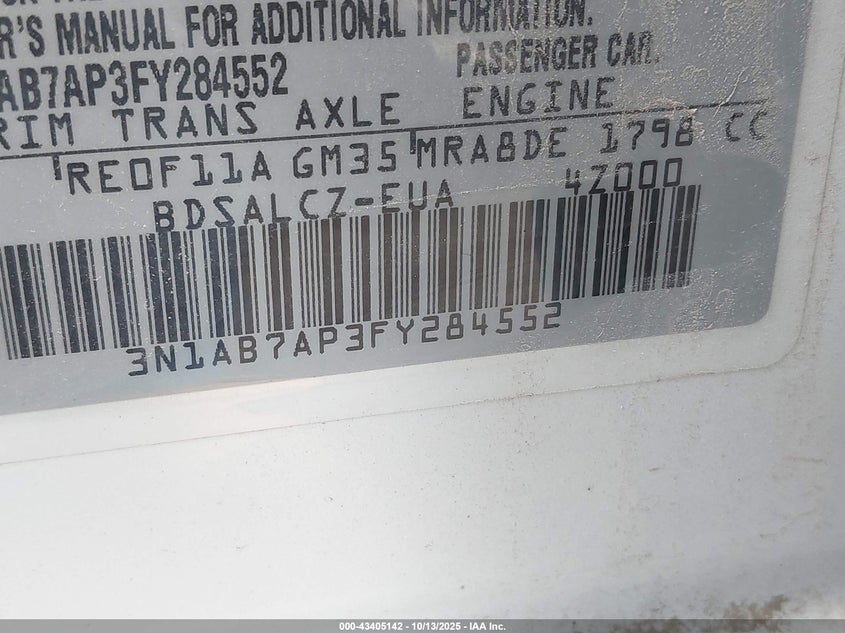 'S MANUAL FOR ADDITIONAL INFORMATION.
AB7AP3FY284552 PASSENGER CAR.
RIM TRANS AXLE ENGINE
RE0F11A GM35 MRA8DE 1798 CC
BDSALCZ-EUA 4Z000
3N1AB7AP3FY284552
000-43405142 - 10/13/2025 - IAA Inc.